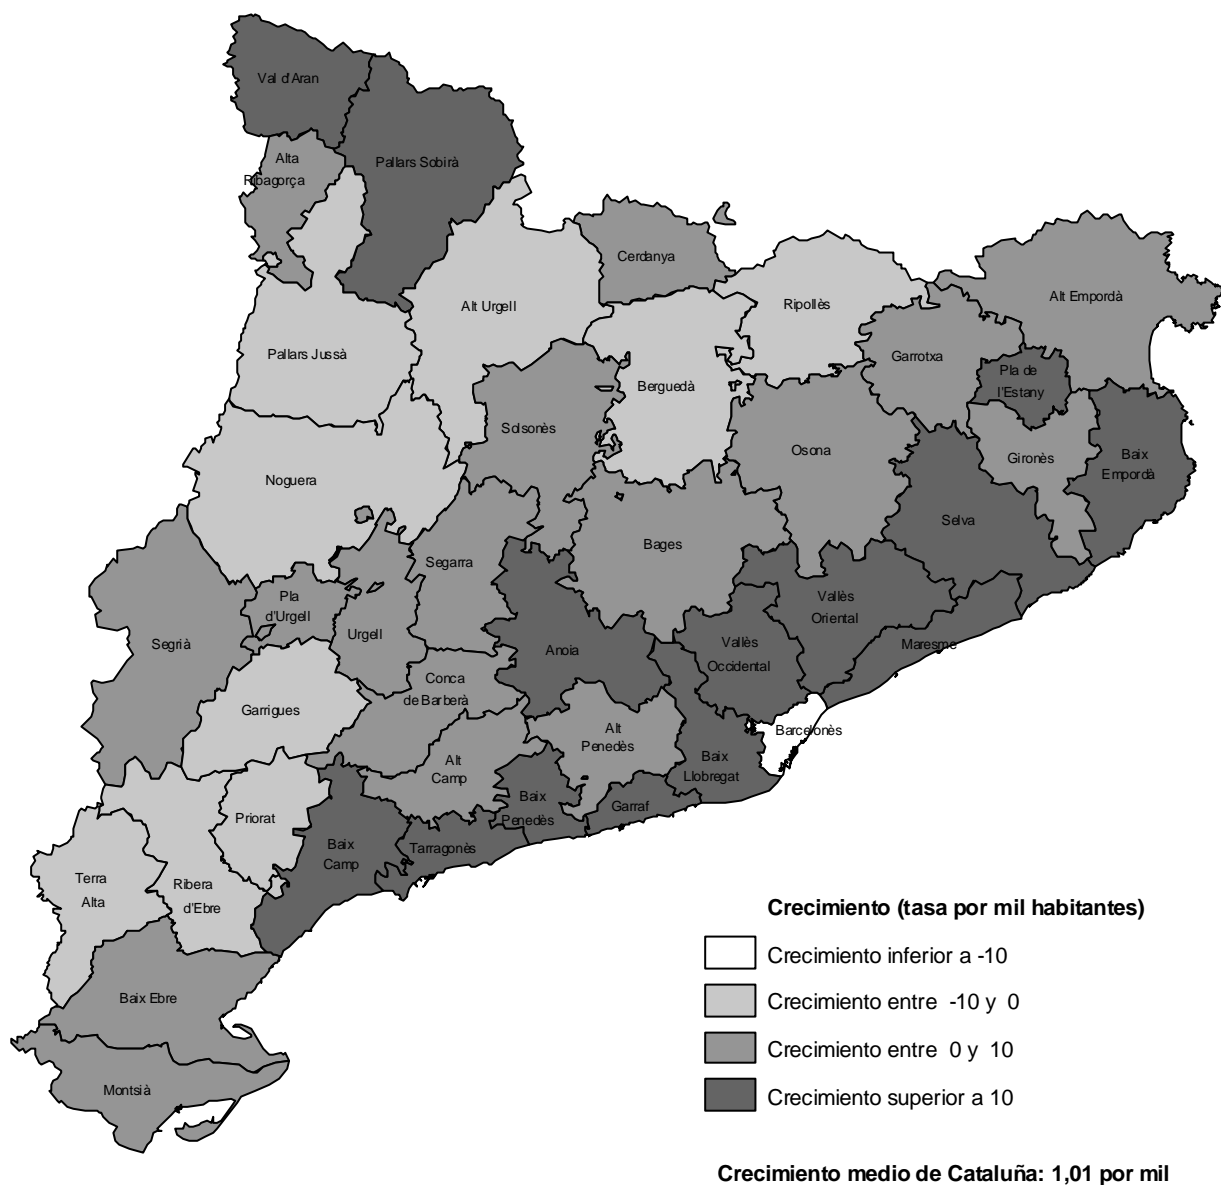 Val d'Aran
Alta
Ribagorça
Pallars Sobirà
Cerdanya
Alt Urgell
Ripollès
Alt Empordà
Pallars Jussà
Garrotxa
Pla de
l'Estany
Berguedà
Solsonès
Osona
Gironès
Baix
Empordà
Noguera
Selva
Bages
Segarra
Pla
d'Urgell
Urgell
Vallès
Oriental
Segrià
Anoia
Vallès
Occidental
Maresme
Conca
de Barberà
Garrigues
Alt
Penedès
Barcelonès
Alt
Camp
Baix
Llobregat
Baix
Penedès
Garraf
Priorat
Baix
Camp
Tarragonès
Terra
Alta
Ribera
d'Ebre
Baix Ebre
Montsià
Crecimiento (tasa por mil habitantes)
Crecimiento inferior a -10
Crecimiento entre -10 y 0
Crecimiento entre 0 y 10
Crecimiento superior a 10
Crecimiento medio de Cataluña: 1,01 por mil